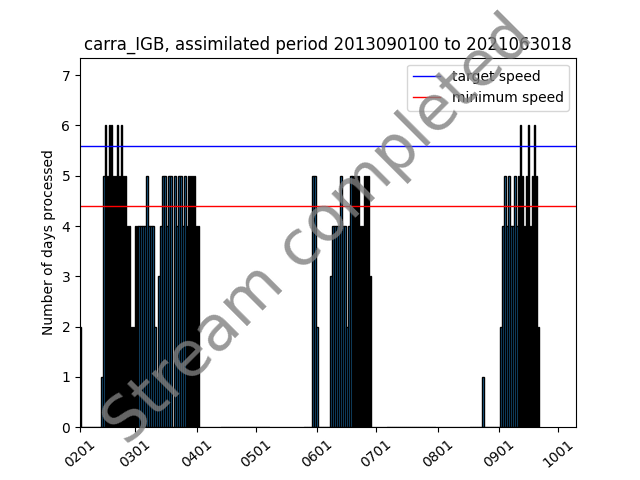 carra_IGB, assimilated period 2013090100 to 2021063018
target speed
minimum speed
Number of days processed
7
6
5
4
3
2
1
0
0201 0301 0401 0501 0601 0701 0801 0901 1001
Stream completed